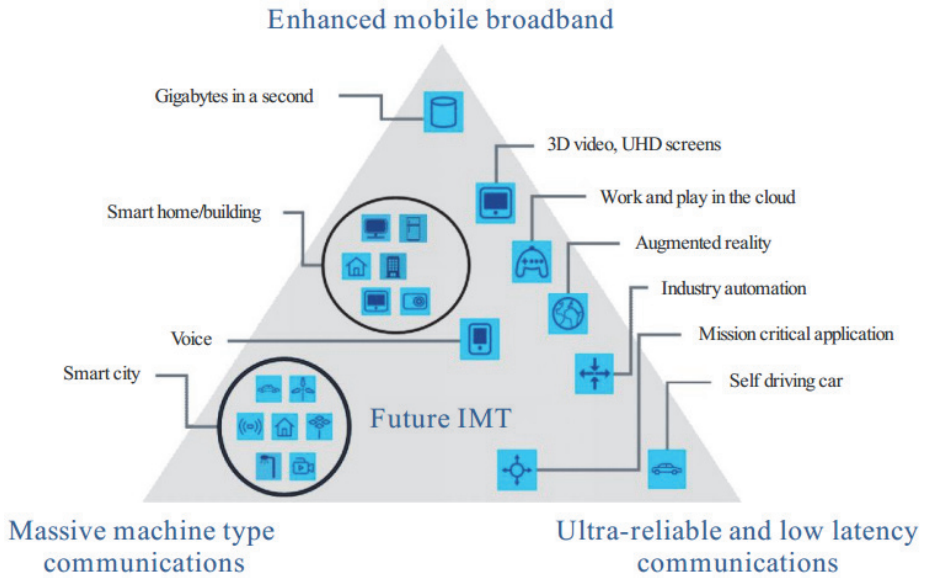 Enhanced mobile broadband
Gigabytes in a second
3D video, UHD screens
Work and play in the cloud
Smart home/building
Augmented reality
Industry automation
Mission critical application
Voice
Smart city
Self driving car
Future IMT
Massive machine type
communications
Ultra-reliable and low latency
communications